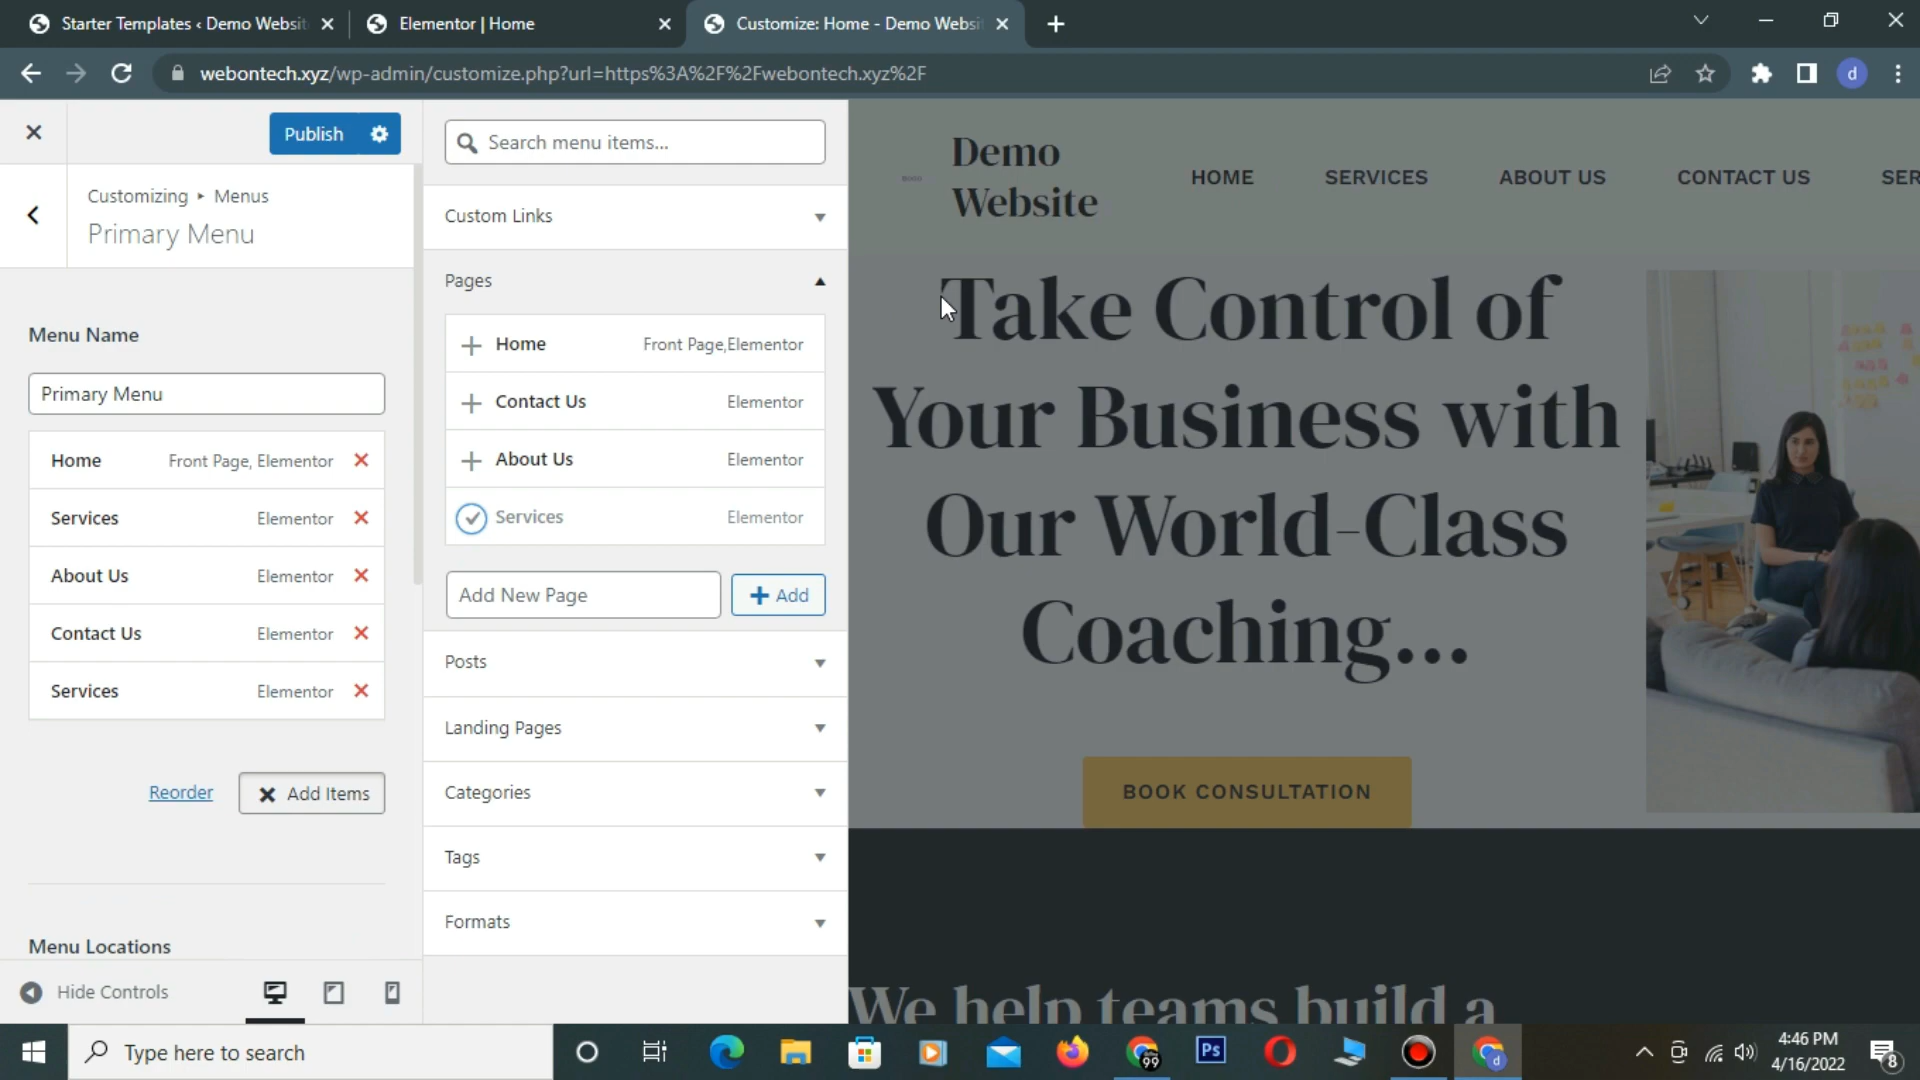 Starter Templates ‹ Demo Websit
Elementor | Home
Customize: Home - Demo Websi
webontech.xyz/wp-admin/customize.php?url=https%3A%2F%2Fwebontech.xyz%2F
d
Publish
Customizing ▸ Menus
Primary Menu
Menu Name
Primary Menu
Home Front Page, Elementor
Services Elementor
About Us Elementor
Contact Us Elementor
Services Elementor
Reorder
Add Items
Menu Locations
Hide Controls
Search menu items...
Custom Links
Pages
Home Front Page,Elementor
Contact Us Elementor
About Us Elementor
Services Elementor
Add New Page
Add
Posts
Landing Pages
Categories
Tags
Formats
Demo
Website
HOME SERVICES ABOUT US CONTACT US SER
Take Control of
Your Business with
Our World-Class
Coaching...
BOOK CONSULTATION
We help teams build a
Type here to search
99
Ps
d
4:46 PM
4/16/2022
8